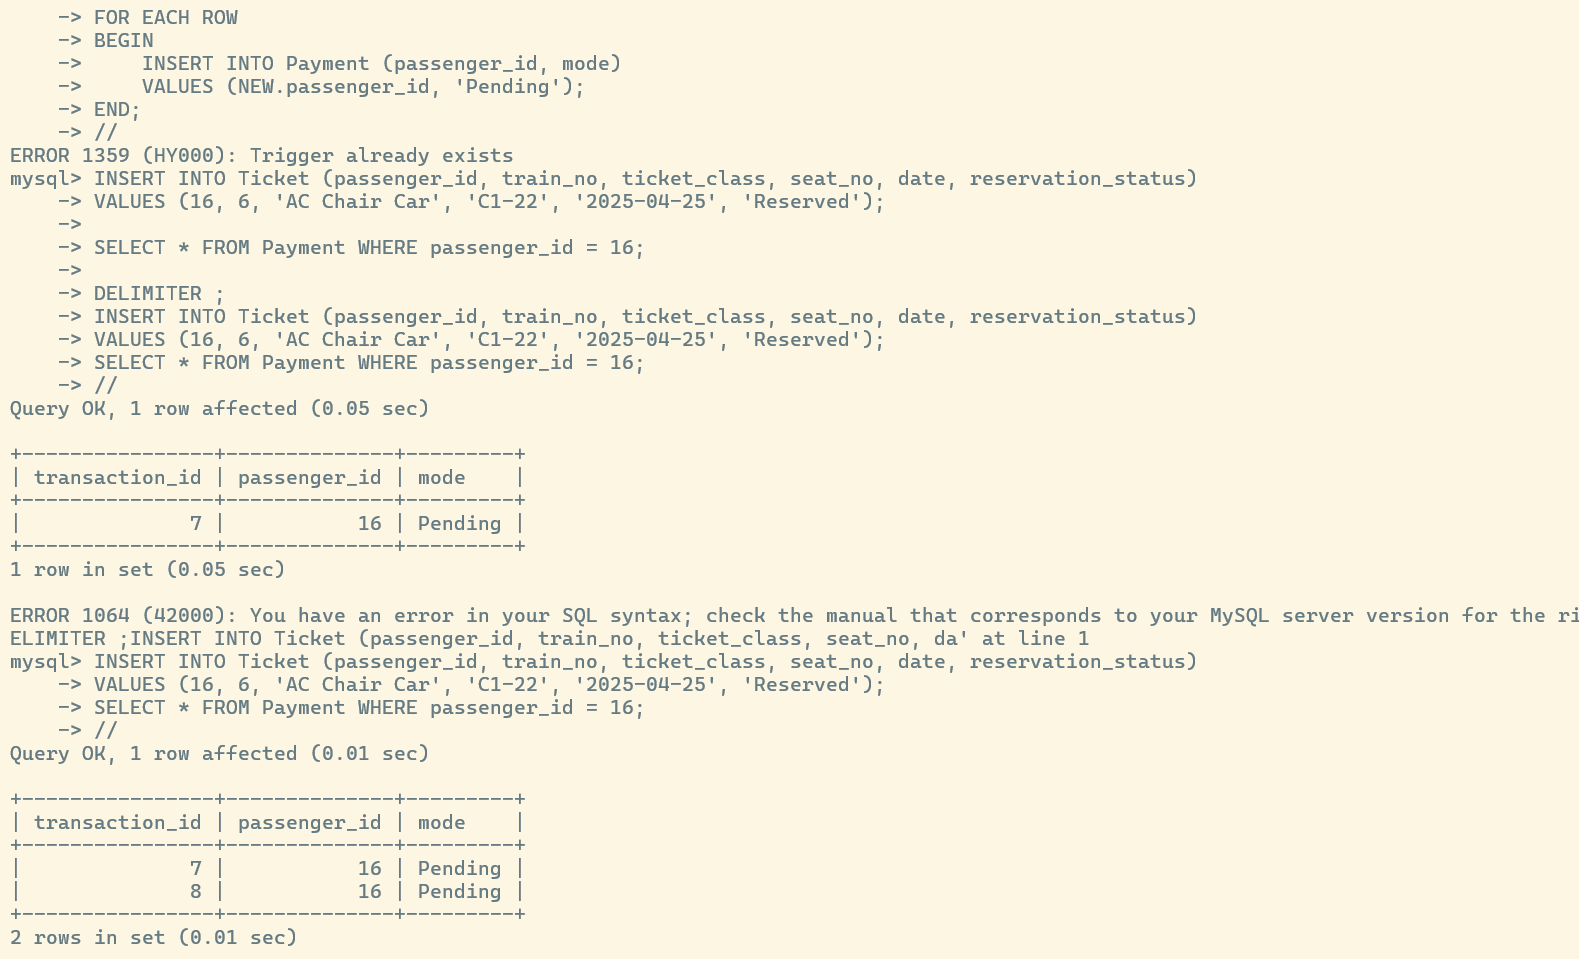 -> FOR EACH ROW
    -> BEGIN
    ->     INSERT INTO Payment (passenger_id, mode)
    ->     VALUES (NEW.passenger_id, 'Pending');
    -> END;
    -> //
ERROR 1359 (HY000): Trigger already exists
mysql> INSERT INTO Ticket (passenger_id, train_no, ticket_class, seat_no, date, reservation_status)
    -> VALUES (16, 6, 'AC Chair Car', 'C1-22', '2025-04-25', 'Reserved');
    ->
    -> SELECT * FROM Payment WHERE passenger_id = 16;
    ->
    -> DELIMITER ;
    -> INSERT INTO Ticket (passenger_id, train_no, ticket_class, seat_no, date, reservation_status)
    -> VALUES (16, 6, 'AC Chair Car', 'C1-22', '2025-04-25', 'Reserved');
    -> SELECT * FROM Payment WHERE passenger_id = 16;
    -> //
Query OK, 1 row affected (0.05 sec)

+----------------+--------------+---------+
| transaction_id | passenger_id | mode    |
+----------------+--------------+---------+
|              7 |           16 | Pending |
+----------------+--------------+---------+
1 row in set (0.05 sec)

ERROR 1064 (42000): You have an error in your SQL syntax; check the manual that corresponds to your MySQL server version for the ri
ELIMITER ;INSERT INTO Ticket (passenger_id, train_no, ticket_class, seat_no, da' at line 1
mysql> INSERT INTO Ticket (passenger_id, train_no, ticket_class, seat_no, date, reservation_status)
    -> VALUES (16, 6, 'AC Chair Car', 'C1-22', '2025-04-25', 'Reserved');
    -> SELECT * FROM Payment WHERE passenger_id = 16;
    -> //
Query OK, 1 row affected (0.01 sec)

+----------------+--------------+---------+
| transaction_id | passenger_id | mode    |
+----------------+--------------+---------+
|              7 |           16 | Pending |
|              8 |           16 | Pending |
+----------------+--------------+---------+
2 rows in set (0.01 sec)